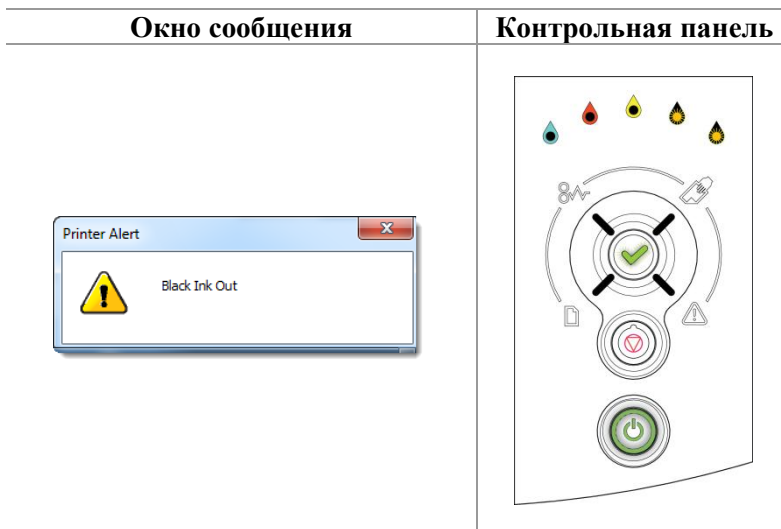 Окно сообщения
Контрольная панель
Printer Alert
Black Ink Out